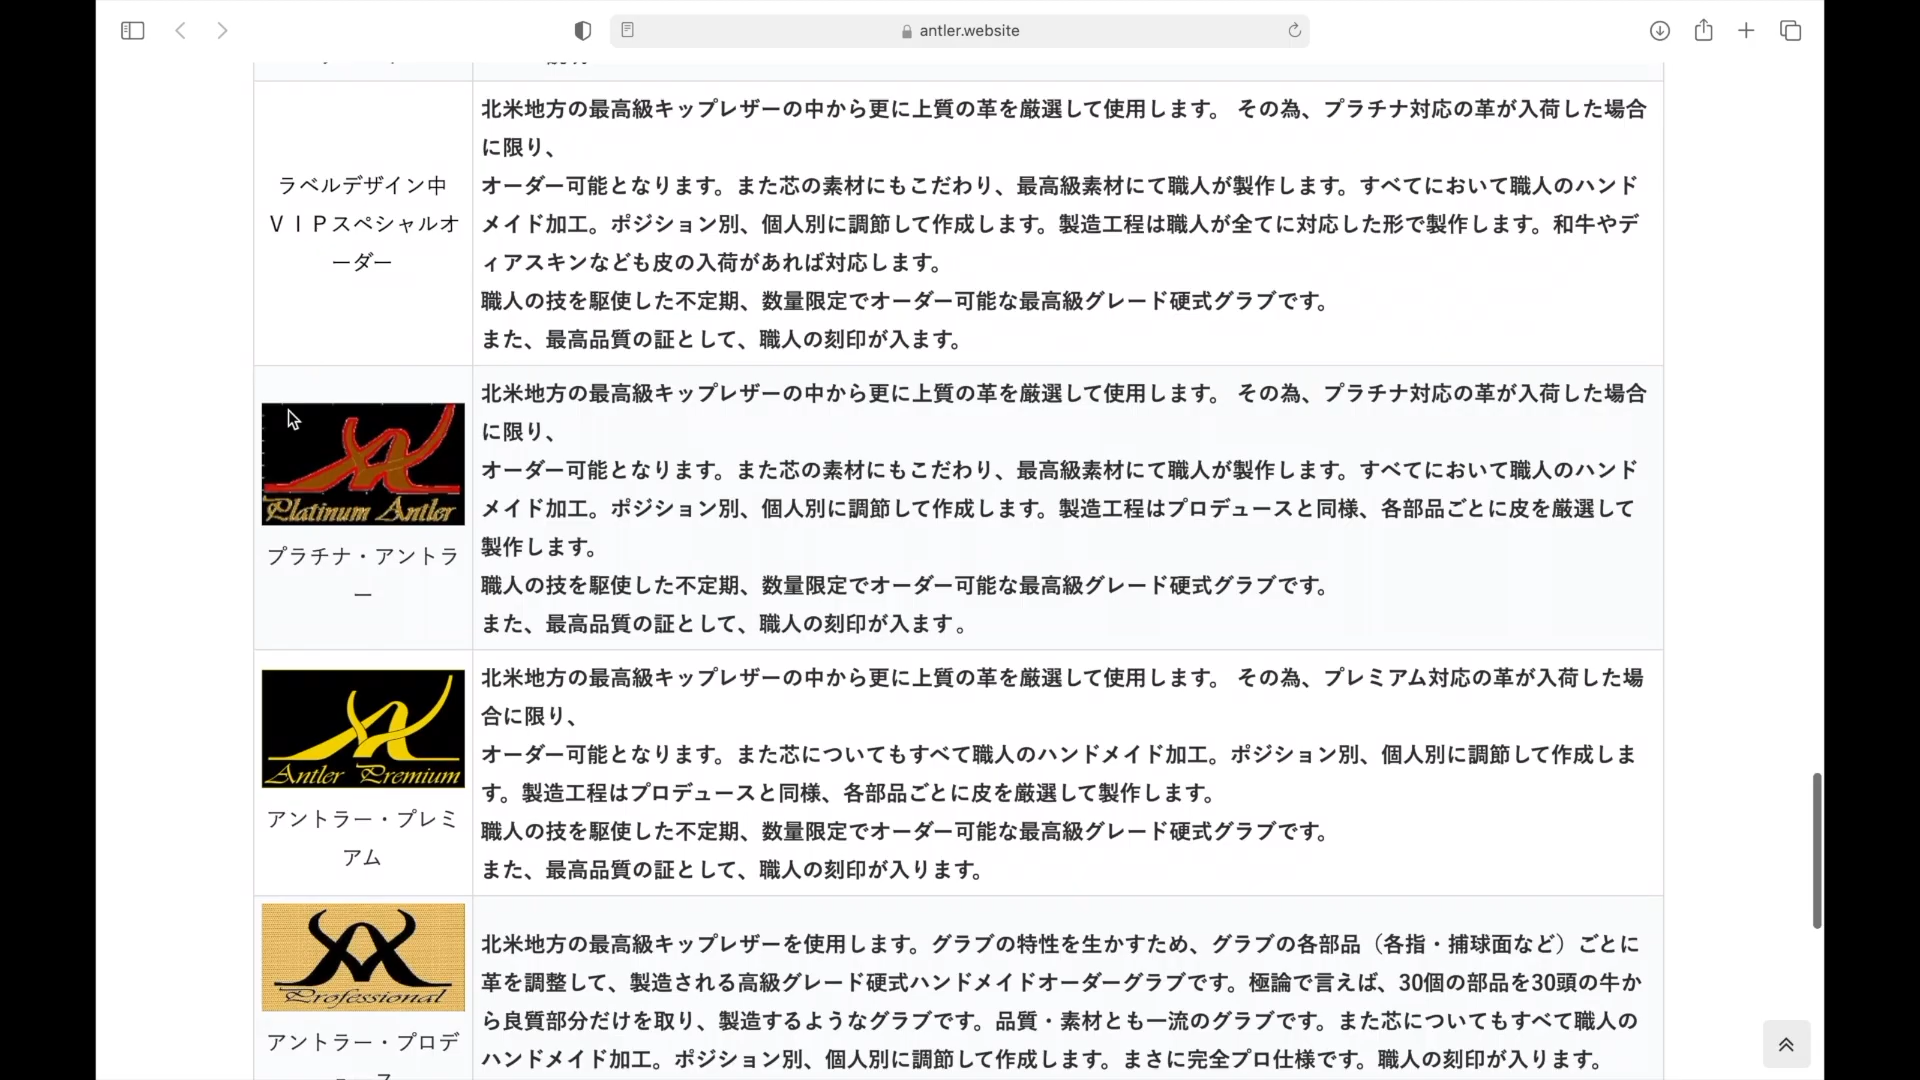 antler.website
北米地方の最高級キップレザーの中から更に上質の革を厳選して使用します。 その為、プラチナ対応の革が入荷した場合
に限り、
オーダー可能となります。また芯の素材にもこだわり、最高級素材にて職人が製作します。すべてにおいて職人のハンド
メイド加工。ポジション別、個人別に調節して作成します。製造工程は職人が全てに対応した形で製作します。和牛やデ
ィアスキンなども皮の入荷があれば対応します。
職人の技を駆使した不定期、数量限定でオーダー可能な最高級グレード硬式グラブです。
また、最高品質の証として、職人の刻印が入ます。
ラベルデザイン中
ＶＩＰスペシャルオ
ーダー
北米地方の最高級キップレザーの中から更に上質の革を厳選して使用します。 その為、プラチナ対応の革が入荷した場合
に限り、
オーダー可能となります。また芯の素材にもこだわり、最高級素材にて職人が製作します。すべてにおいて職人のハンド
メイド加工。ポジション別、個人別に調節して作成します。製造工程はプロデュースと同様、各部品ごとに皮を厳選して
製作します。
職人の技を駆使した不定期、数量限定でオーダー可能な最高級グレード硬式グラブです。
また、最高品質の証として、職人の刻印が入ます。
Platinum Antler
プラチナ・アントラ
ー
北米地方の最高級キップレザーの中から更に上質の革を厳選して使用します。 その為、プレミアム対応の革が入荷した場
合に限り、
オーダー可能となります。また芯についてもすべて職人のハンドメイド加工。ポジション別、個人別に調節して作成しま
す。製造工程はプロデュースと同様、各部品ごとに皮を厳選して製作します。
職人の技を駆使した不定期、数量限定でオーダー可能な最高級グレード硬式グラブです。
また、最高品質の証として、職人の刻印が入ります。
Antler Premium
アントラー・プレミ
アム
北米地方の最高級キップレザーを使用します。グラブの特性を生かすため、グラブの各部品（各指・捕球面など）ごとに
革を調整して、製造される高級グレード硬式ハンドメイドオーダーグラブです。極論で言えば、30個の部品を30頭の牛か
ら良質部分だけを取り、製造するようなグラブです。品質・素材とも一流のグラブです。また芯についてもすべて職人の
ハンドメイド加工。ポジション別、個人別に調節して作成します。まさに完全プロ仕様です。職人の刻印が入ります。
Professional
アントラー・プロデ